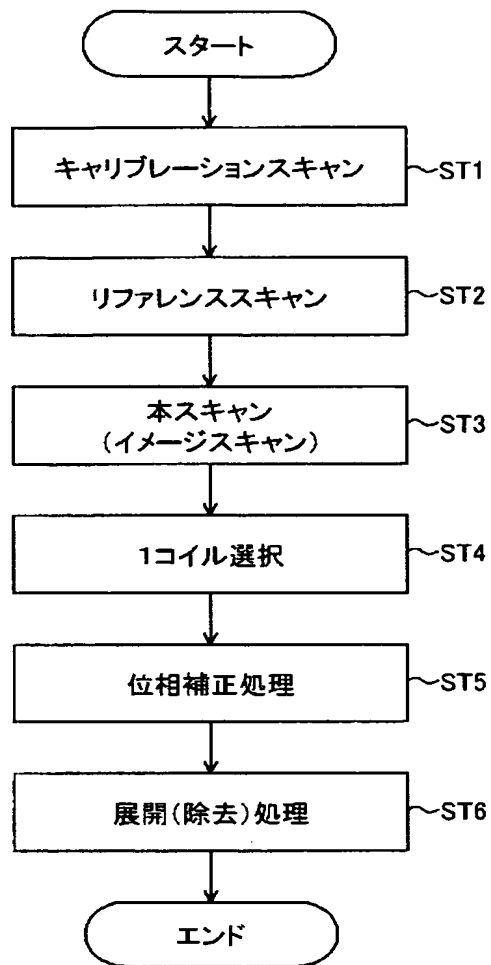 スタート
キャリブレーションスキャン
ST1
リファレンススキャン
ST2
本スキャン
(イメージスキャン)
ST3
1コイル選択
ST4
位相補正処理
ST5
展開(除去)処理
ST6
エンド